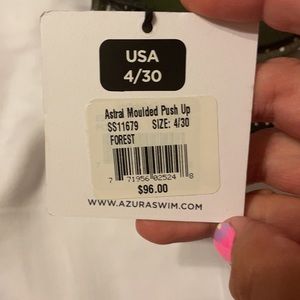 USA
4/30
Astral Moulded Push Up
SS11679 SIZE: 4/30
FOREST
7 71956 02524 8
$96.00
WWW.AZURASWIM.COM